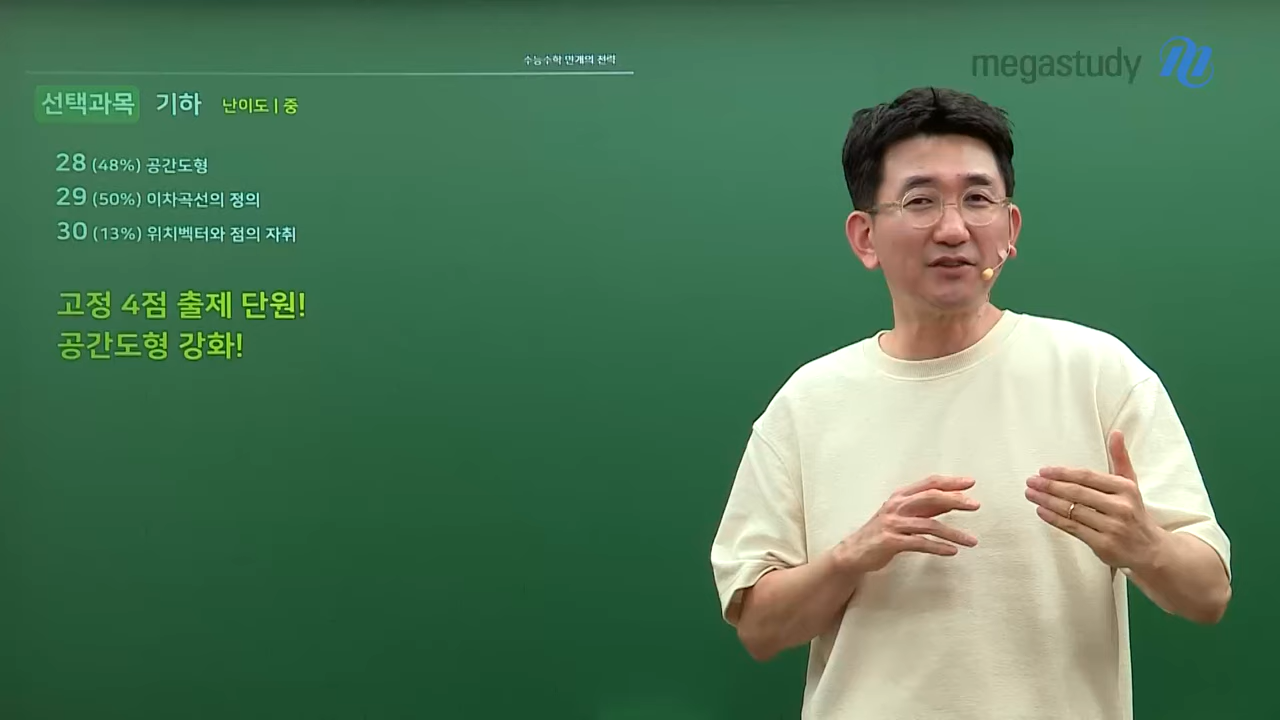 수능수학 만개의 전략
megastudy
선택과목 기하 난이도 | 중
28 (48%) 공간도형
29 (50%) 이차곡선의 정의
30 (13%) 위치벡터와 점의 자취
고정 4점 출제 단원!
공간도형 강화!